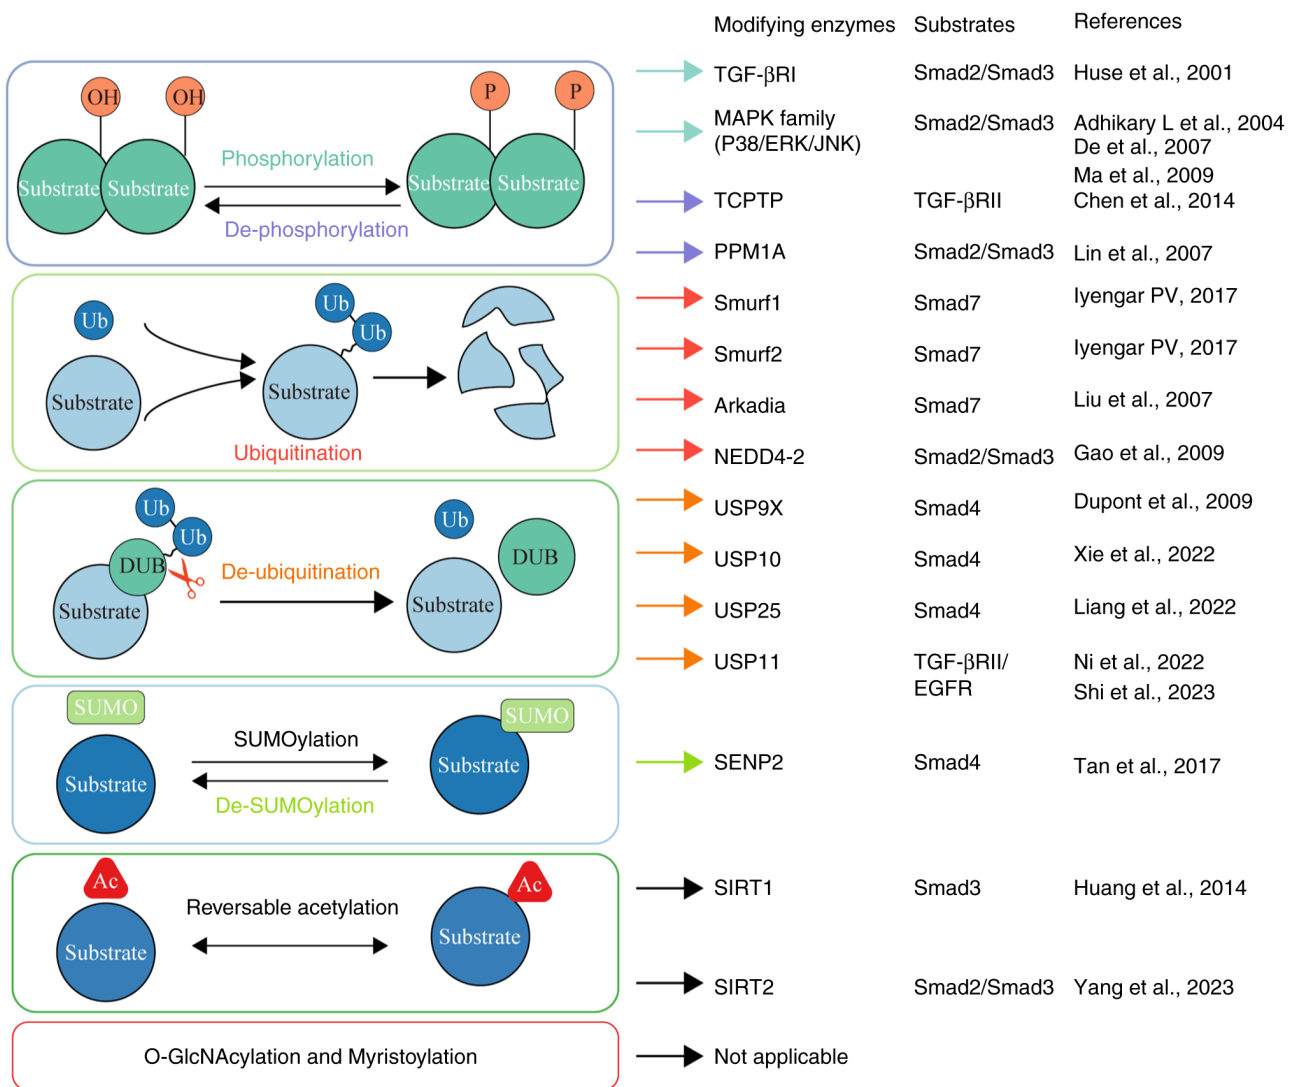 Modifying enzymes Substrates References
OH OH P P
Substrate Substrate Substrate Substrate
Phosphorylation
De-phosphorylation
TGF-βRI Smad2/Smad3 Huse et al., 2001
MAPK family Smad2/Smad3 Adhikary L et al., 2004
(P38/ERK/JNK) De et al., 2007
Ma et al., 2009
TCPTP TGF-βRII Chen et al., 2014
PPM1A Smad2/Smad3 Lin et al., 2007
Ub Ub Ub
Substrate Substrate
Ubiquitination
Smurf1 Smad7 Iyengar PV, 2017
Smurf2 Smad7 Iyengar PV, 2017
Arkadia Smad7 Liu et al., 2007
NEDD4-2 Smad2/Smad3 Gao et al., 2009
Ub Ub Ub
DUB DUB
De-ubiquitination
Substrate Substrate
USP9X Smad4 Dupont et al., 2009
USP10 Smad4 Xie et al., 2022
USP25 Smad4 Liang et al., 2022
USP11 TGF-βRII/ Ni et al., 2022
EGFR Shi et al., 2023
SUMO SUMO
SUMOylation
Substrate Substrate
De-SUMOylation
SENP2 Smad4 Tan et al., 2017
Ac Ac
Reversable acetylation
Substrate Substrate
SIRT1 Smad3 Huang et al., 2014
SIRT2 Smad2/Smad3 Yang et al., 2023
O-GlcNAcylation and Myristoylation Not applicable